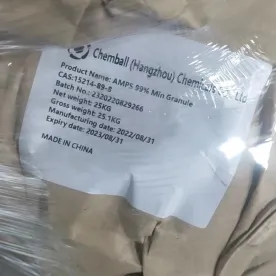 Chemball (Hangzhou) Chemicals Co., Ltd
Product Name: AMPS 99% Min Granule
CAS:15214-89-8
Batch No.:2320220829266
Net weight: 25KG
Gross weight: 25.1KG
Manufacturing date: 2022/08/31
Expiry date: 2023/08/31
MADE IN CHINA